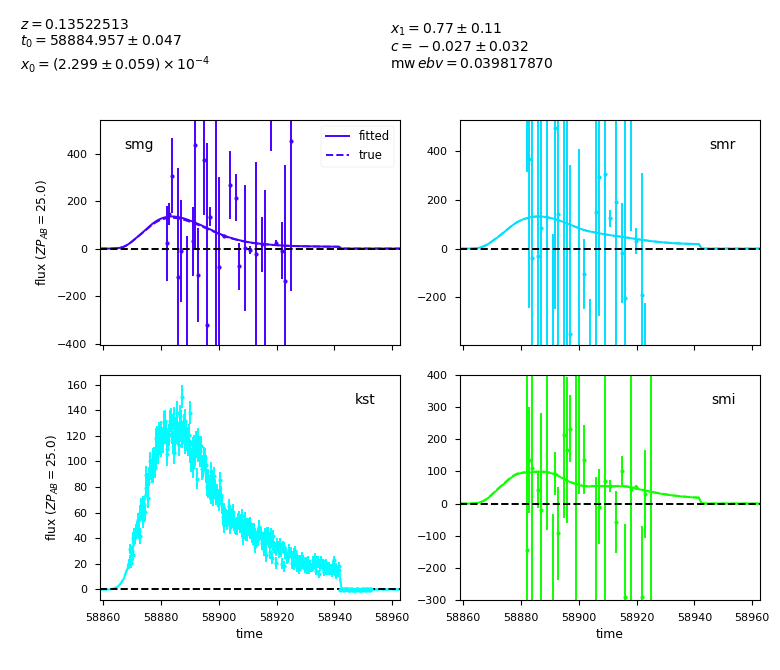 z = 0.13522513
t₀ = 58884.957 ± 0.047
x₀ = (2.299 ± 0.059) × 10⁻⁴
x₁ = 0.77 ± 0.11
c = −0.027 ± 0.032
mw ebv = 0.039817870
smg
fitted
true
400
200
0
−200
−400
flux (ZP_AB = 25.0)
smr
400
200
0
−200
kst
160
140
120
100
80
60
40
20
0
flux (ZP_AB = 25.0)
58860 58880 58900 58920 58940 58960
time
smi
400
300
200
100
0
−100
−200
−300
58860 58880 58900 58920 58940 58960
time